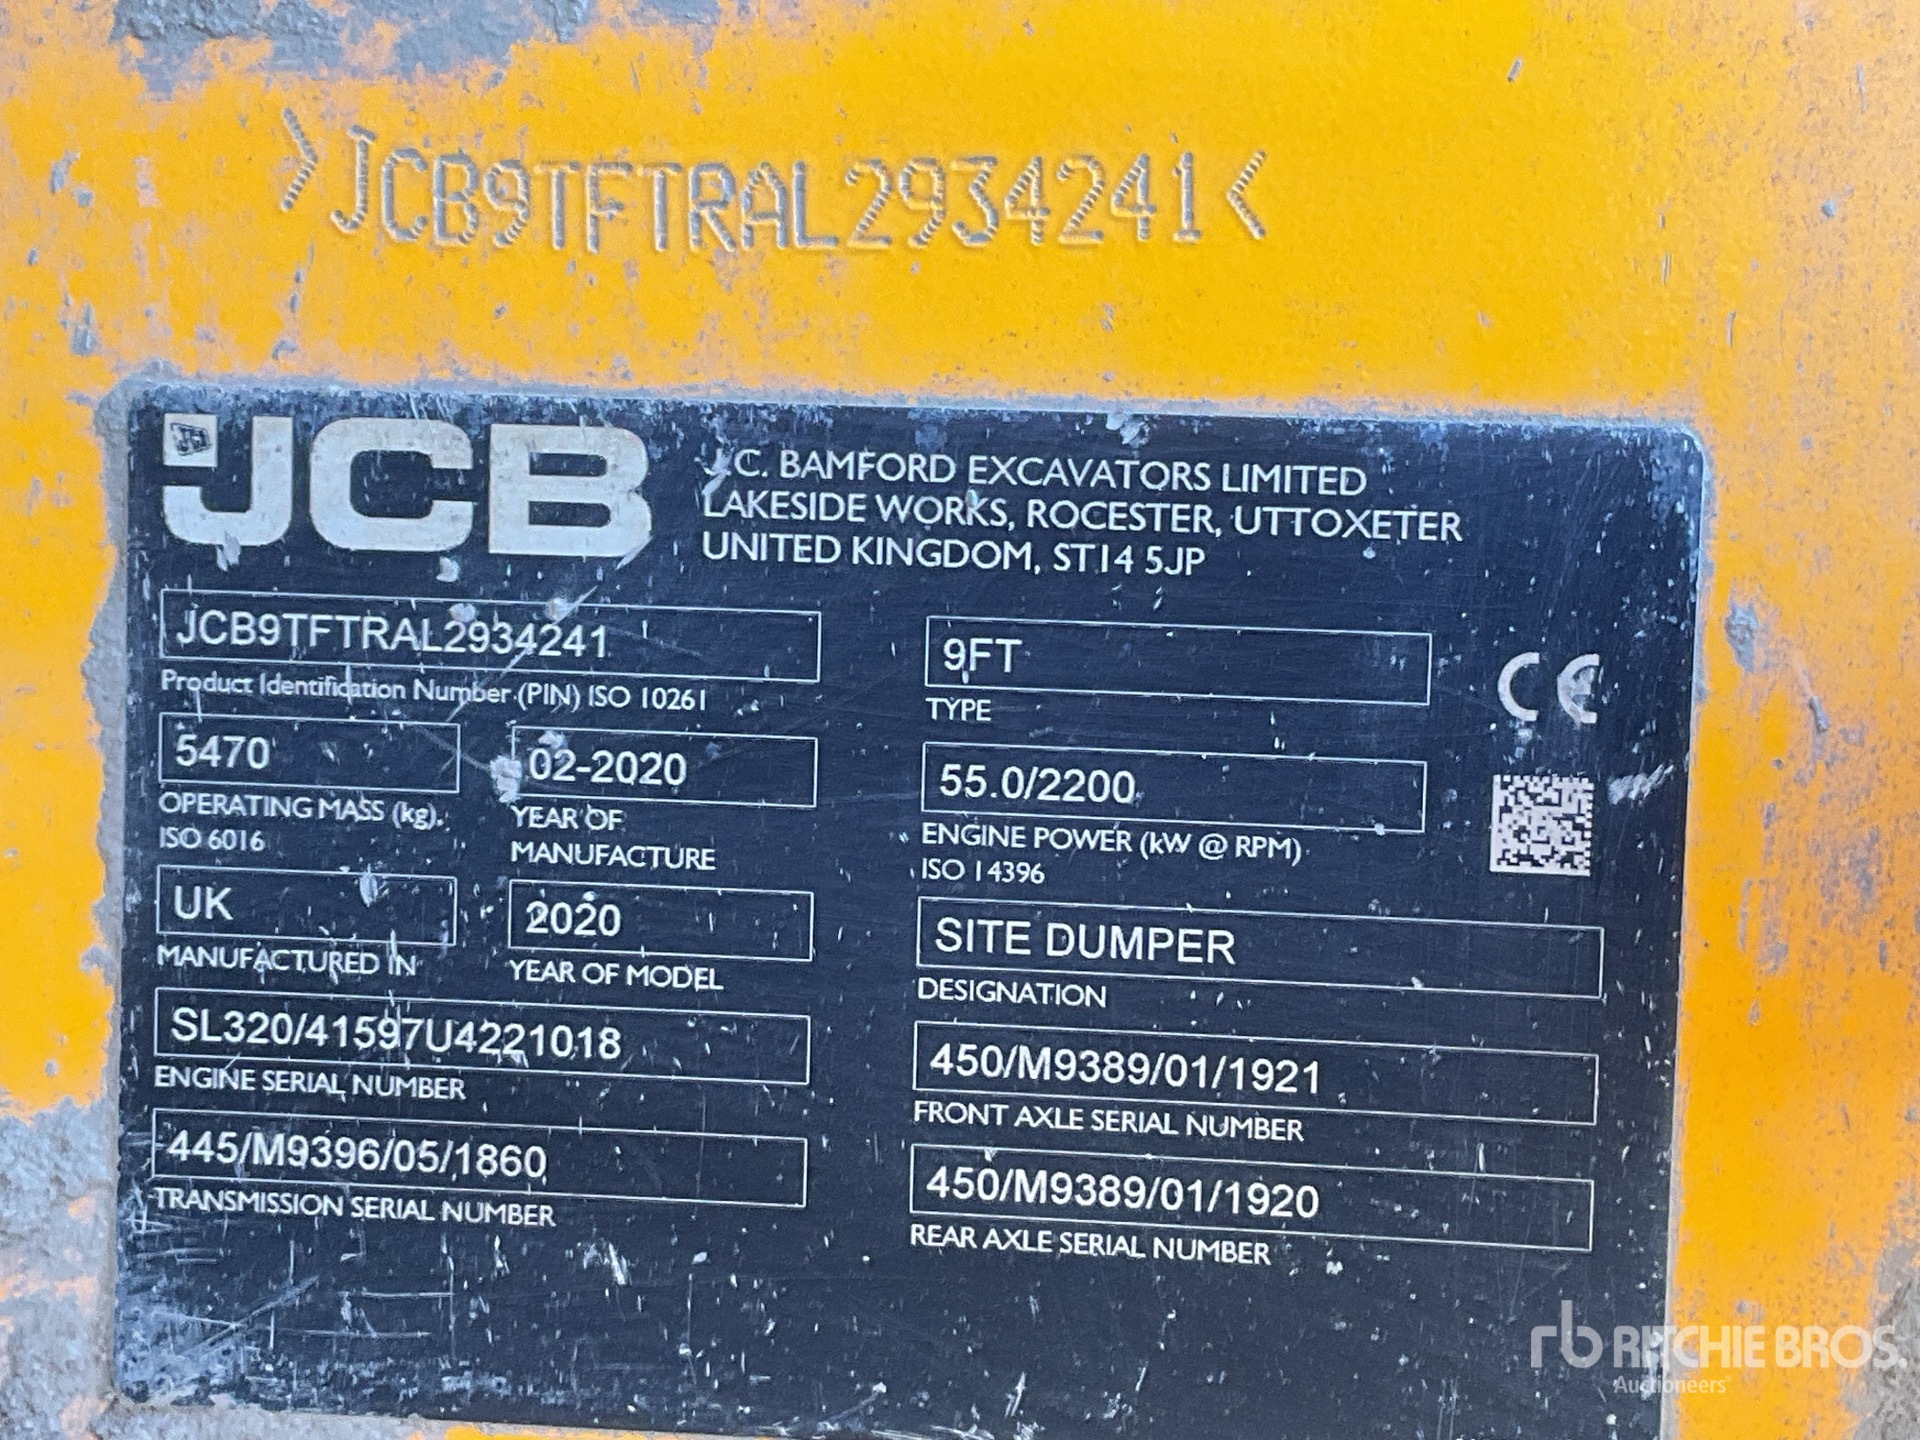 >JCB9TFTRAL2934241<
JCB
J.C. BAMFORD EXCAVATORS LIMITED
LAKESIDE WORKS, ROCESTER, UTTOXETER
UNITED KINGDOM, ST14 5JP
JCB9TFTRAL2934241
Product Identification Number (PIN) ISO 10261
9FT
TYPE
CE
5470
OPERATING MASS (kg).
ISO 6016
02-2020
YEAR OF
MANUFACTURE
55.0/2200
ENGINE POWER (kW @ RPM)
ISO 14396
UK
MANUFACTURED IN
2020
YEAR OF MODEL
SITE DUMPER
DESIGNATION
SL320/41597U4221018
ENGINE SERIAL NUMBER
450/M9389/01/1921
FRONT AXLE SERIAL NUMBER
445/M9396/05/1860
TRANSMISSION SERIAL NUMBER
450/M9389/01/1920
REAR AXLE SERIAL NUMBER
rb RITCHIE BROS.
Auctioneers